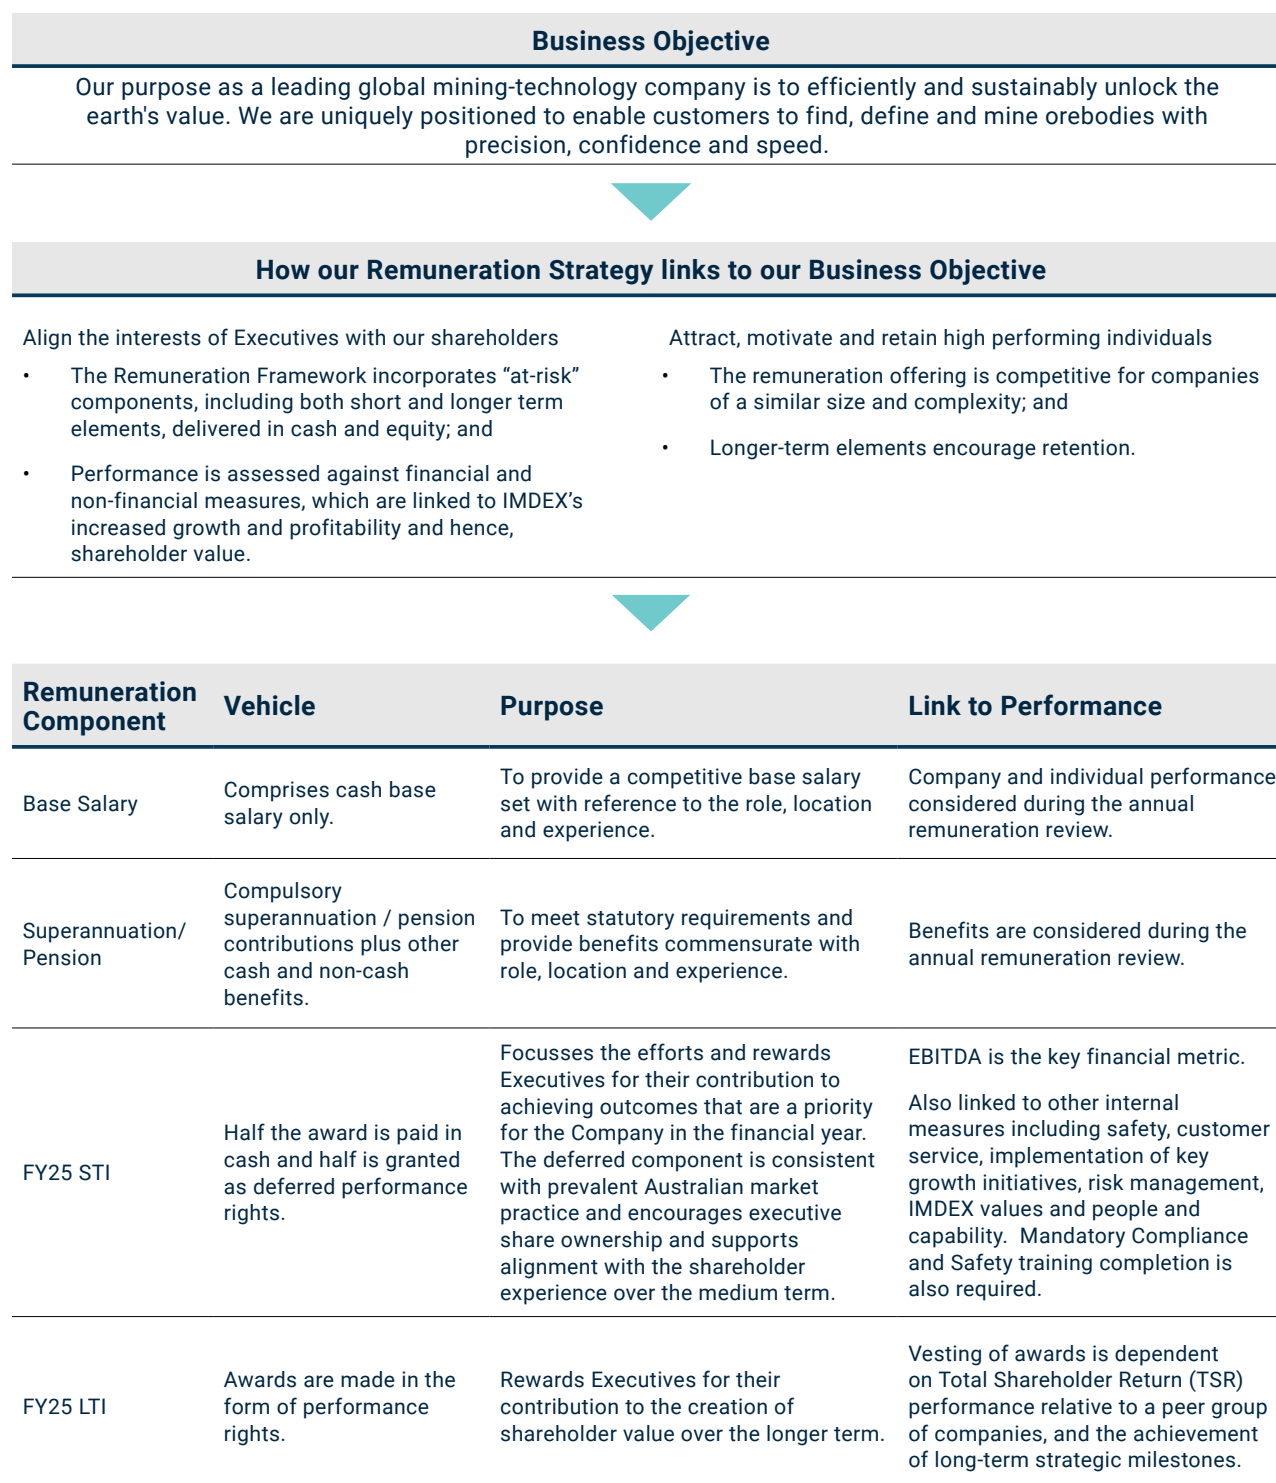 Business Objective
Our purpose as a leading global mining-technology company is to efficiently and sustainably unlock the
earth's value. We are uniquely positioned to enable customers to find, define and mine orebodies with
precision, confidence and speed.
How our Remuneration Strategy links to our Business Objective
Align the interests of Executives with our shareholders
• The Remuneration Framework incorporates “at-risk”
components, including both short and longer term
elements, delivered in cash and equity; and
• Performance is assessed against financial and
non-financial measures, which are linked to IMDEX’s
increased growth and profitability and hence,
shareholder value.
Attract, motivate and retain high performing individuals
• The remuneration offering is competitive for companies
of a similar size and complexity; and
• Longer-term elements encourage retention.
Remuneration
Component
Vehicle
Purpose
Link to Performance
Base Salary
Comprises cash base
salary only.
To provide a competitive base salary
set with reference to the role, location
and experience.
Company and individual performance
considered during the annual
remuneration review.
Superannuation/
Pension
Compulsory
superannuation / pension
contributions plus other
cash and non-cash
benefits.
To meet statutory requirements and
provide benefits commensurate with
role, location and experience.
Benefits are considered during the
annual remuneration review.
FY25 STI
Half the award is paid in
cash and half is granted
as deferred performance
rights.
Focusses the efforts and rewards
Executives for their contribution to
achieving outcomes that are a priority
for the Company in the financial year.
The deferred component is consistent
with prevalent Australian market
practice and encourages executive
share ownership and supports
alignment with the shareholder
experience over the medium term.
EBITDA is the key financial metric.
Also linked to other internal
measures including safety, customer
service, implementation of key
growth initiatives, risk management,
IMDEX values and people and
capability.  Mandatory Compliance
and Safety training completion is
also required.
FY25 LTI
Awards are made in the
form of performance
rights.
Rewards Executives for their
contribution to the creation of
shareholder value over the longer term.
Vesting of awards is dependent
on Total Shareholder Return (TSR)
performance relative to a peer group
of companies, and the achievement
of long-term strategic milestones.